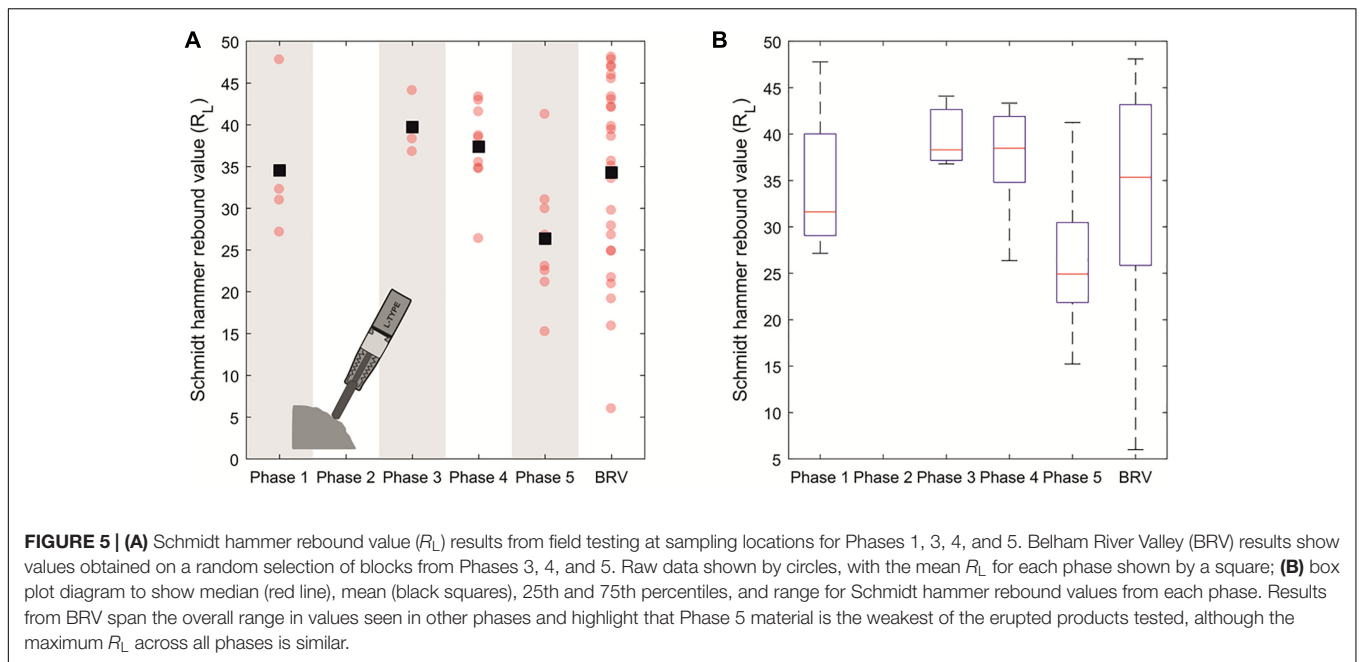 A
B
50
45
40
35
30
25
20
15
10
5
0
Schmidt hammer rebound value (RL)
L-TYPE
Phase 1 Phase 2 Phase 3 Phase 4 Phase 5 BRV
50
45
40
35
30
25
20
15
10
5
Schmidt hammer rebound value (RL)
Phase 1 Phase 2 Phase 3 Phase 4 Phase 5 BRV
FIGURE 5 | (A) Schmidt hammer rebound value (RL) results from field testing at sampling locations for Phases 1, 3, 4, and 5. Belham River Valley (BRV) results show
values obtained on a random selection of blocks from Phases 3, 4, and 5. Raw data shown by circles, with the mean RL for each phase shown by a square; (B) box
plot diagram to show median (red line), mean (black squares), 25th and 75th percentiles, and range for Schmidt hammer rebound values from each phase. Results
from BRV span the overall range in values seen in other phases and highlight that Phase 5 material is the weakest of the erupted products tested, although the
maximum RL across all phases is similar.